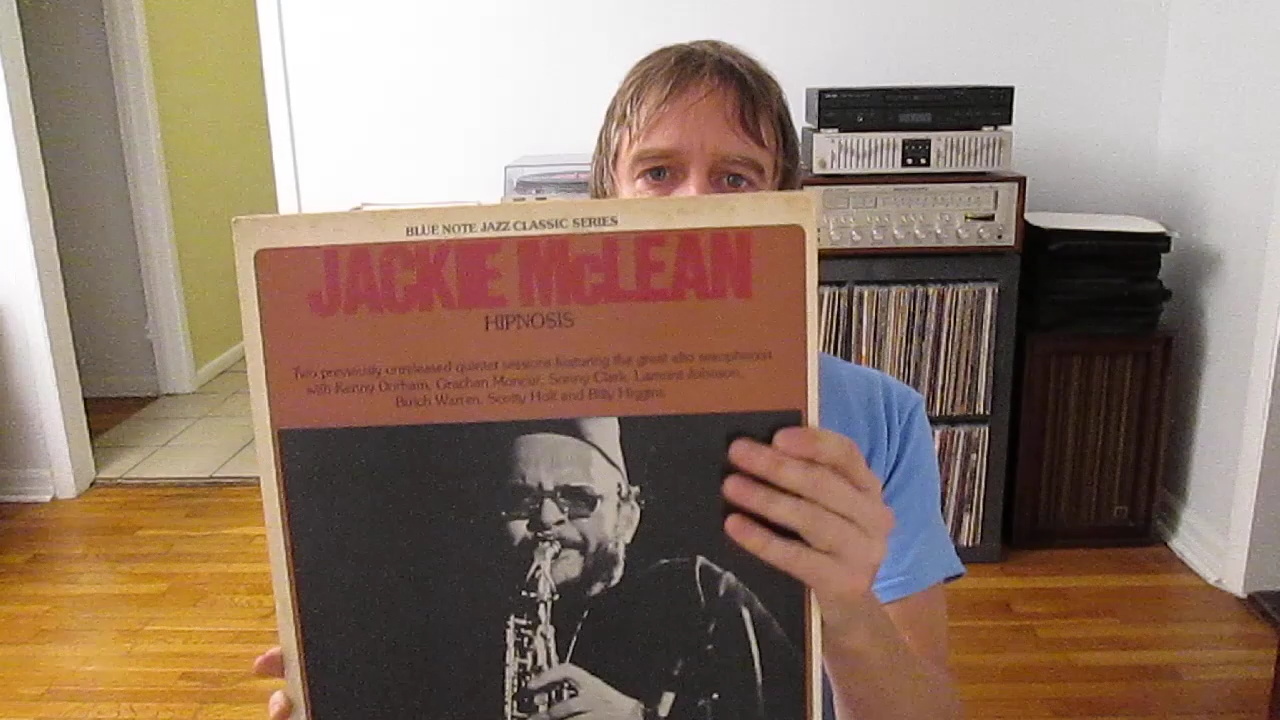 BLUE NOTE JAZZ CLASSIC SERIES
JACKIE McLEAN
HIPNOSIS
Two previously unreleased quintet sessions featuring the great alto saxophonist
with Kenny Dorham, Grachan Moncur, Sonny Clark, Lamont Johnson,
Butch Warren, Scotty Holt and Billy Higgins